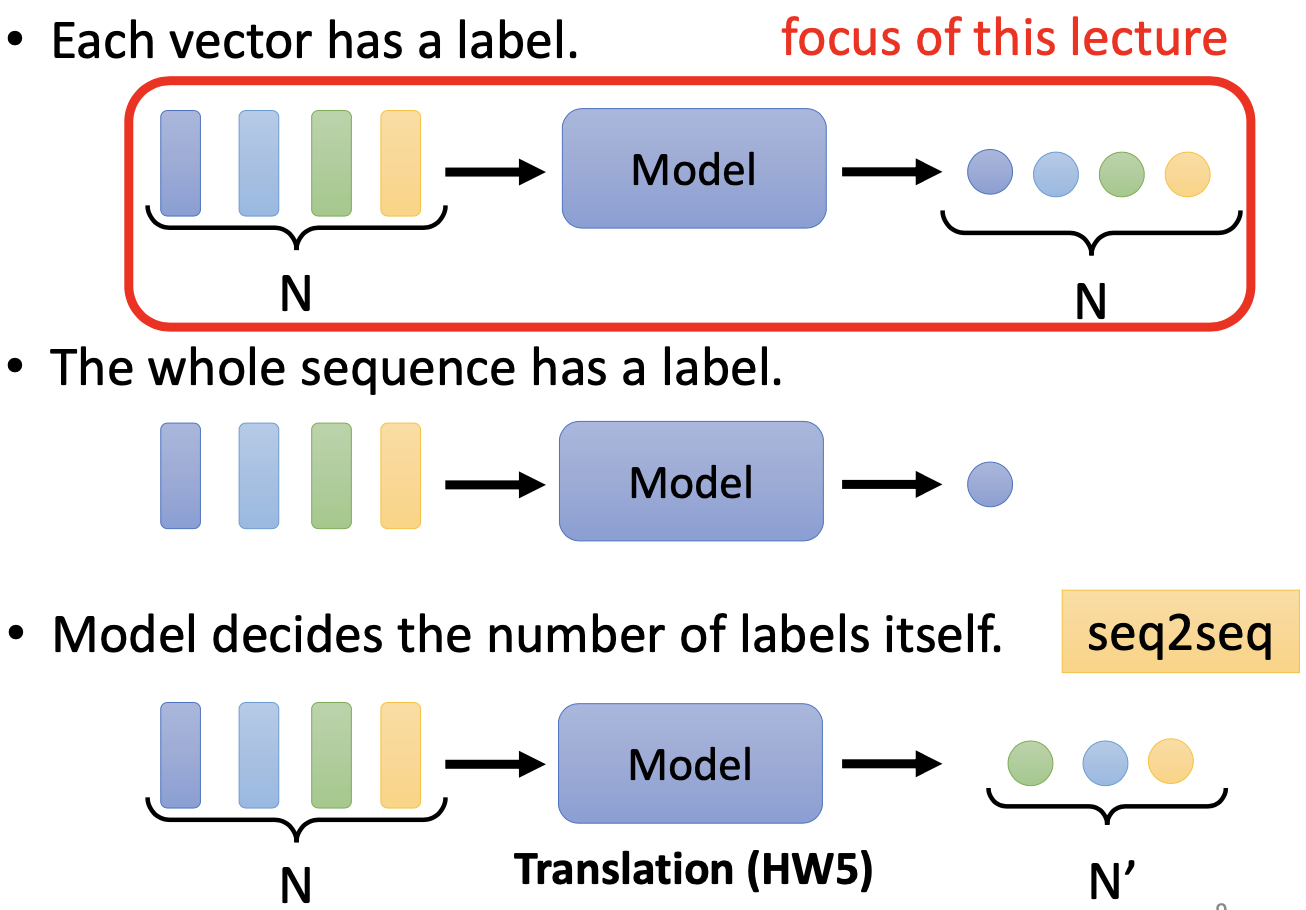 • Each vector has a label.
focus of this lecture
Model
N
N
• The whole sequence has a label.
Model
• Model decides the number of labels itself.
seq2seq
Model
Translation (HW5)
N
N’